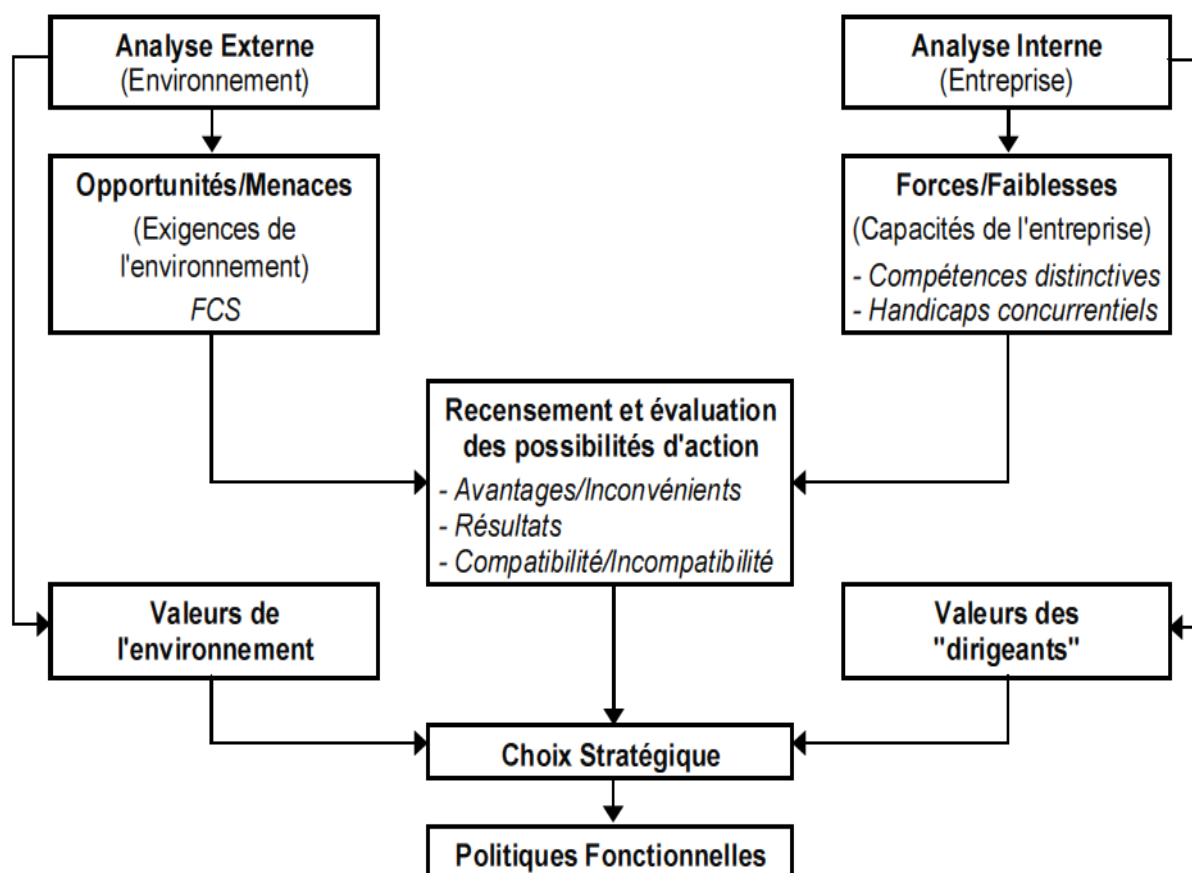 Analyse Externe
(Environnement)
Analyse Interne
(Entreprise)
Opportunités/Menaces
(Exigences de
l'environnement)
FCS
Forces/Faiblesses
(Capacités de l'entreprise)
- Compétences distinctives
- Handicaps concurrentiels
Recensement et évaluation
des possibilités d'action
- Avantages/Inconvénients
- Résultats
- Compatibilité/Incompatibilité
Valeurs de
l'environnement
Valeurs des
"dirigeants"
Choix Stratégique
Politiques Fonctionnelles